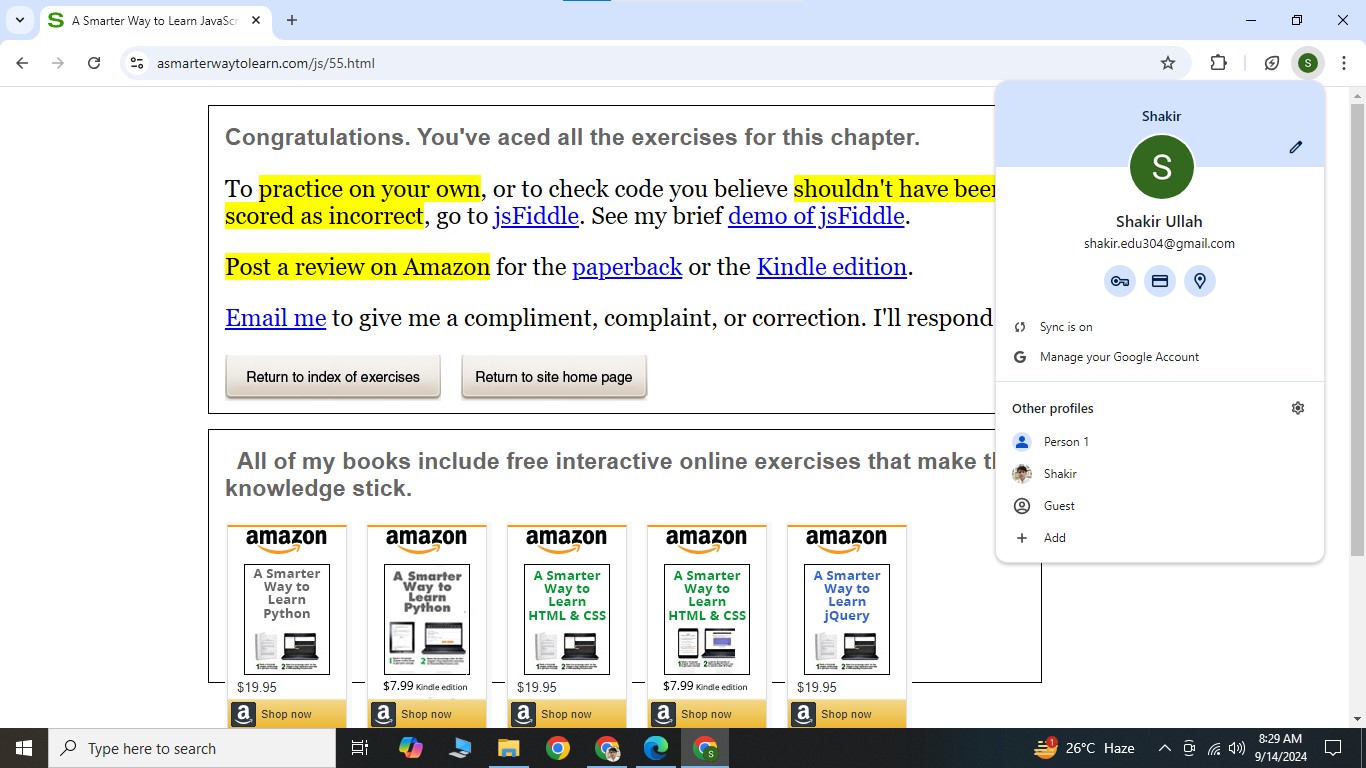 A Smarter Way to Learn JavaScr
asmarterwaytolearn.com/js/55.html
S
Congratulations. You've aced all the exercises for this chapter.
To practice on your own, or to check code you believe shouldn't have been
scored as incorrect, go to jsFiddle. See my brief demo of jsFiddle.
Post a review on Amazon for the paperback or the Kindle edition.
Email me to give me a compliment, complaint, or correction. I'll respond
Return to index of exercises
Return to site home page
All of my books include free interactive online exercises that make th
knowledge stick.
amazon
A Smarter
Way to
Learn
Python
$19.95
Shop now
amazon
A Smarter
Way to
Learn
Python
$7.99 Kindle edition
Shop now
amazon
A Smarter
Way to
Learn
HTML & CSS
$19.95
Shop now
amazon
A Smarter
Way to
Learn
HTML & CSS
$7.99 Kindle edition
Shop now
amazon
A Smarter
Way to
Learn
jQuery
$19.95
Shop now
Shakir
S
Shakir Ullah
shakir.edu304@gmail.com
Sync is on
Manage your Google Account
Other profiles
Person 1
Shakir
Guest
Add
Type here to search
26°C Haze
8:29 AM
9/14/2024